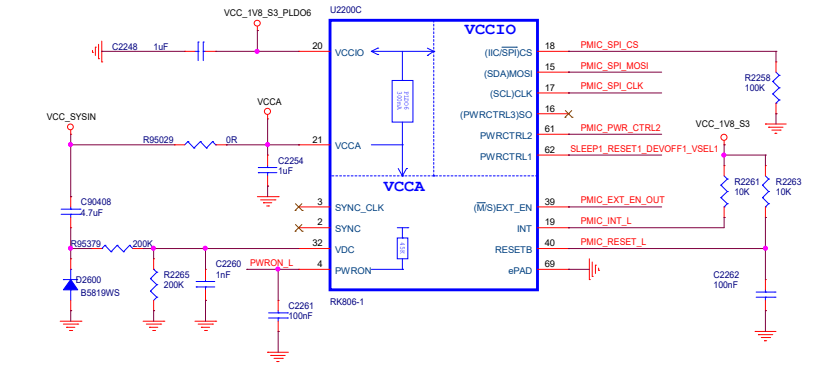 VCC_1V8_S3_PLDO6
U2200C
VCCIO
C2248 1uF
20 VCCIO
(IIC/SPI)CS 18 PMIC_SPI_CS
(SDA)MOSI 15 PMIC_SPI_MOSI
(SCL)CLK 17 PMIC_SPI_CLK
R2258
100K
PLDO6
300mA
(PWRCTRL3)SO 16
VCCA
VCC_SYSIN
PWRCTRL2 61 PMIC_PWR_CTRL2
VCC_1V8_S3
R95029 0R
21 VCCA
PWRCTRL1 62 SLEEP1_RESET1_DEVOFF1_VSEL1
C2254
1uF
VCCA
R2261
10K
R2263
10K
C90408
4.7uF
3 SYNC_CLK
(M/S)EXT_EN 39 PMIC_EXT_EN_OUT
2 SYNC
INT 19 PMIC_INT_L
R95379 200K
32 VDC
RESETB 40 PMIC_RESET_L
PWRON_L 4 PWRON
ePAD 69
D2600
B5819WS
R2265
200K
C2260
1nF
C2262
100nF
C2261
100nF
RK806-1